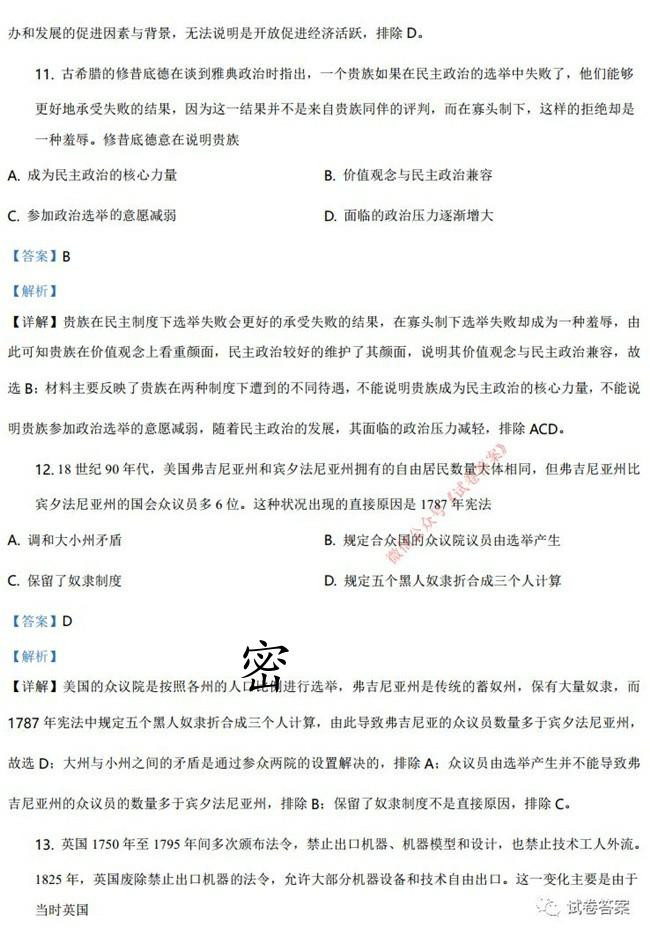 办和发展的促进因素与背景，无法说明是开放促进经济活跃，排除 D。
11. 古希腊的修昔底德在谈到雅典政治时指出，一个贵族如果在民主政治的选举中失败了，他们能够
更好地承受失败的结果，因为这一结果并不是来自贵族同伴的评判，而在寡头制下，这样的拒绝却是
一种羞辱。修昔底德意在说明贵族
A. 成为民主政治的核心力量 B. 价值观念与民主政治兼容
C. 参加政治选举的意愿减弱 D. 面临的政治压力逐渐增大
【答案】B
【解析】
【详解】贵族在民主制度下选举失败会更好的承受失败的结果，在寡头制下选举失败却成为一种羞辱，由
此可知贵族在价值观念上看重颜面，民主政治较好的维护了其颜面，说明其价值观念与民主政治兼容，故
选 B；材料主要反映了贵族在两种制度下遭到的不同待遇，不能说明贵族成为民主政治的核心力量，不能说
明贵族参加政治选举的意愿减弱，随着民主政治的发展，其面临的政治压力减轻，排除 ACD。
12. 18 世纪 90 年代，美国弗吉尼亚州和宾夕法尼亚州拥有的自由居民数量大体相同，但弗吉尼亚州比
宾夕法尼亚州的国会众议员多 6 位。这种状况出现的直接原因是 1787 年宪法
微信公众号《试卷答案》
A. 调和大小州矛盾 B. 规定合众国的众议院议员由选举产生
C. 保留了奴隶制度 D. 规定五个黑人奴隶折合成三个人计算
【答案】D
【解析】
密
【详解】美国的众议院是按照各州的人口比例进行选举，弗吉尼亚州是传统的蓄奴州，保有大量奴隶，而
1787 年宪法中规定五个黑人奴隶折合成三个人计算，由此导致弗吉尼亚的众议员数量多于宾夕法尼亚州，
故选 D；大州与小州之间的矛盾是通过参众两院的设置解决的，排除 A；众议员由选举产生并不能导致弗
吉尼亚州的众议员的数量多于宾夕法尼亚州，排除 B；保留了奴隶制度不是直接原因，排除 C。
13. 英国 1750 年至 1795 年间多次颁布法令，禁止出口机器、机器模型和设计，也禁止技术工人外流。
1825 年，英国废除禁止出口机器的法令，允许大部分机器设备和技术自由出口。这一变化主要是由于
当时英国
试卷答案